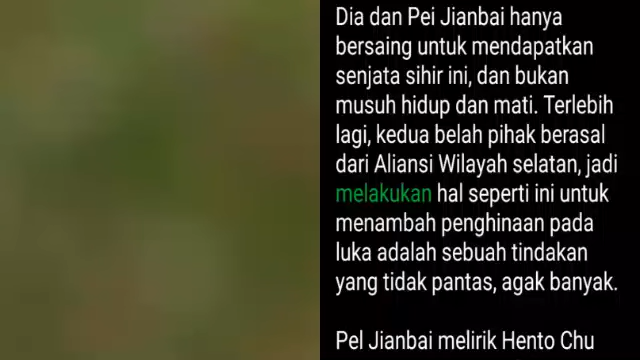 Dia dan Pei Jianbai hanya
bersaing untuk mendapatkan
senjata sihir ini, dan bukan
musuh hidup dan mati. Terlebih
lagi, kedua belah pihak berasal
dari Aliansi Wilayah selatan, jadi
melakukan hal seperti ini untuk
menambah penghinaan pada
luka adalah sebuah tindakan
yang tidak pantas, agak banyak.
Pel Jianbai melirik Hento Chu